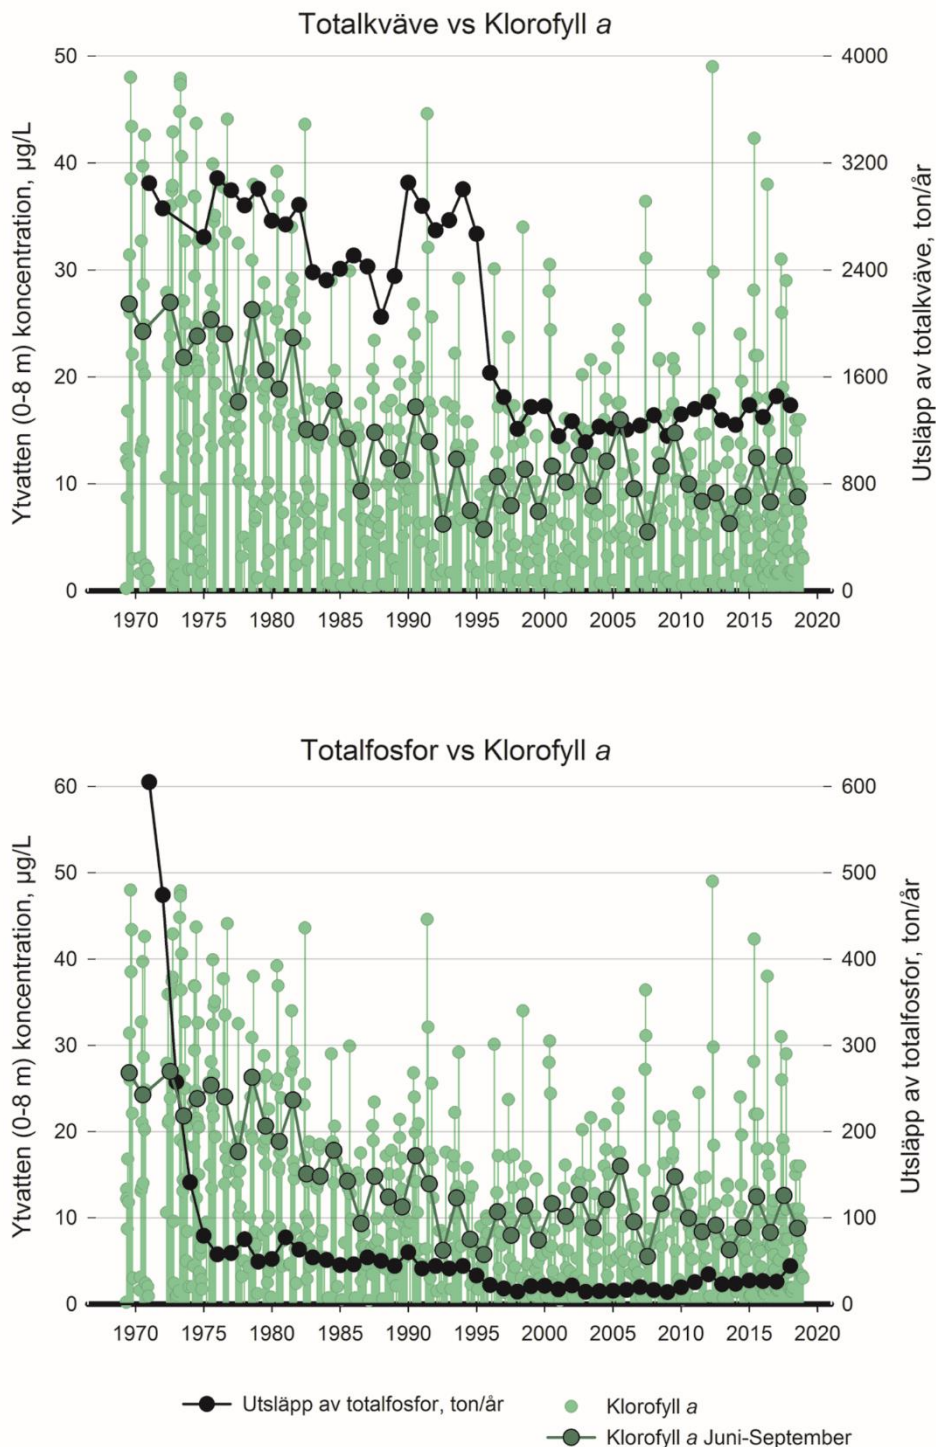 Totalkväve vs Klorofyll a
Ytvatten (0-8 m) koncentration, µg/L
50
40
30
20
10
0
4000
3200
2400
1600
800
0
Utsläpp av totalkväve, ton/år
1970 1975 1980 1985 1990 1995 2000 2005 2010 2015 2020
Totalfosfor vs Klorofyll a
Ytvatten (0-8 m) koncentration, µg/L
60
50
40
30
20
10
0
600
500
400
300
200
100
0
Utsläpp av totalfosfor, ton/år
1970 1975 1980 1985 1990 1995 2000 2005 2010 2015 2020
Utsläpp av totalfosfor, ton/år
Klorofyll a
Klorofyll a Juni-September